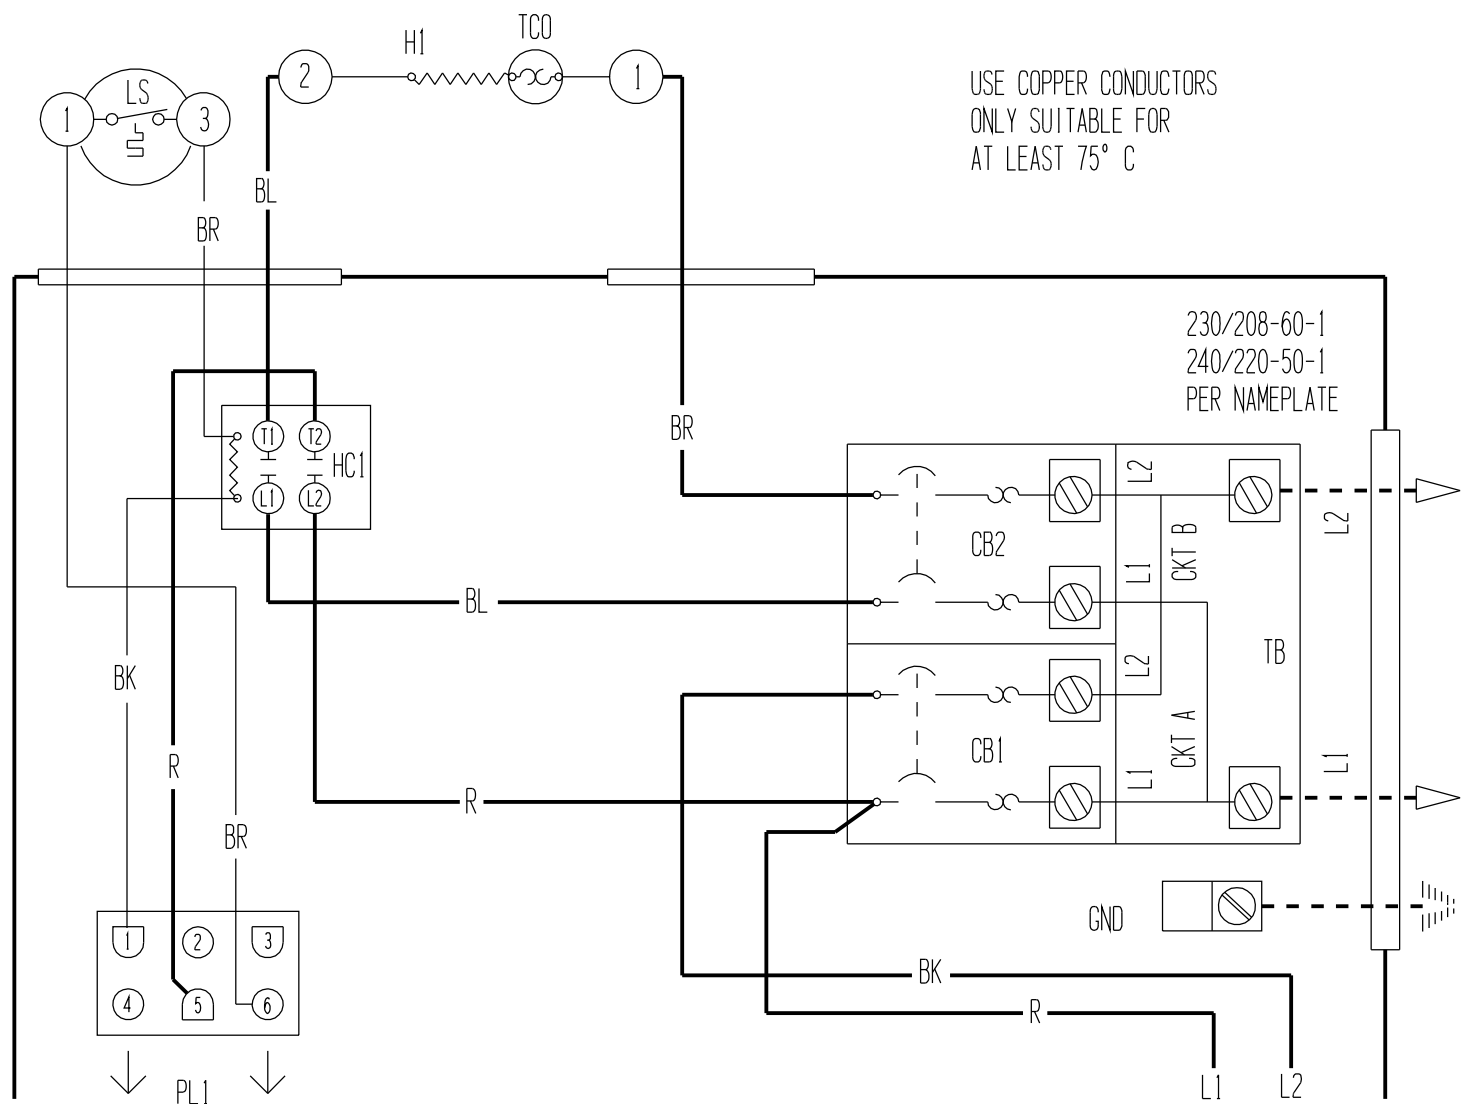 H1
TCO
2
1
USE COPPER CONDUCTORS
ONLY SUITABLE FOR
AT LEAST 75° C
LS
1
3
BL
BR
230/208-60-1
240/220-50-1
PER NAMEPLATE
BR
T1
T2
HC1
L1
L2
L2
L2
CB2
CKT B
L1
BL
TB
BK
L2
CKT A
CB1
L1
L1
R
R
BR
GND
1
2
3
BK
4
5
6
R
PL1
L1
L2